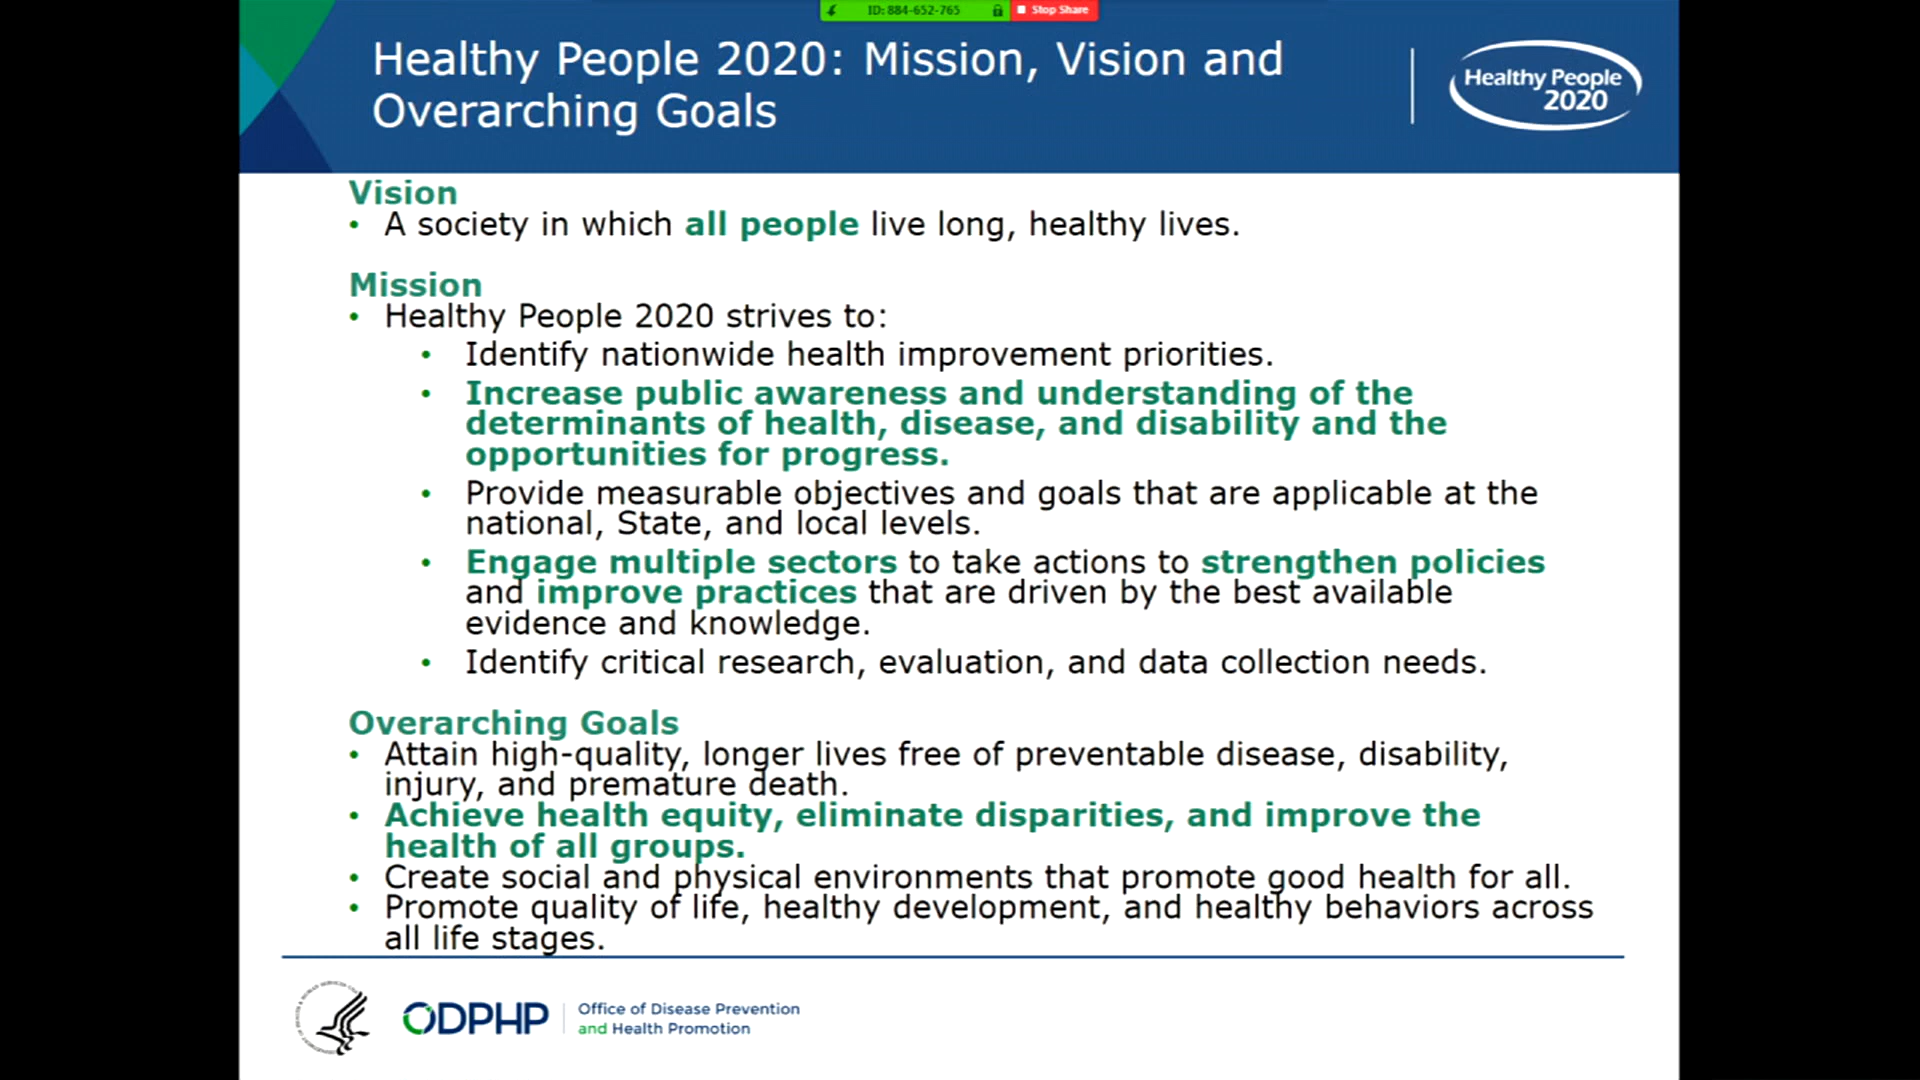 ID: 884-652-765
Stop Share
Healthy People 2020: Mission, Vision and
Overarching Goals
Healthy People
2020
Vision
• A society in which all people live long, healthy lives.
Mission
• Healthy People 2020 strives to:
• Identify nationwide health improvement priorities.
• Increase public awareness and understanding of the
determinants of health, disease, and disability and the
opportunities for progress.
• Provide measurable objectives and goals that are applicable at the
national, State, and local levels.
• Engage multiple sectors to take actions to strengthen policies
and improve practices that are driven by the best available
evidence and knowledge.
• Identify critical research, evaluation, and data collection needs.
Overarching Goals
• Attain high-quality, longer lives free of preventable disease, disability,
injury, and premature death.
• Achieve health equity, eliminate disparities, and improve the
health of all groups.
• Create social and physical environments that promote good health for all.
• Promote quality of life, healthy development, and healthy behaviors across
all life stages.
ODPHP
Office of Disease Prevention
and Health Promotion